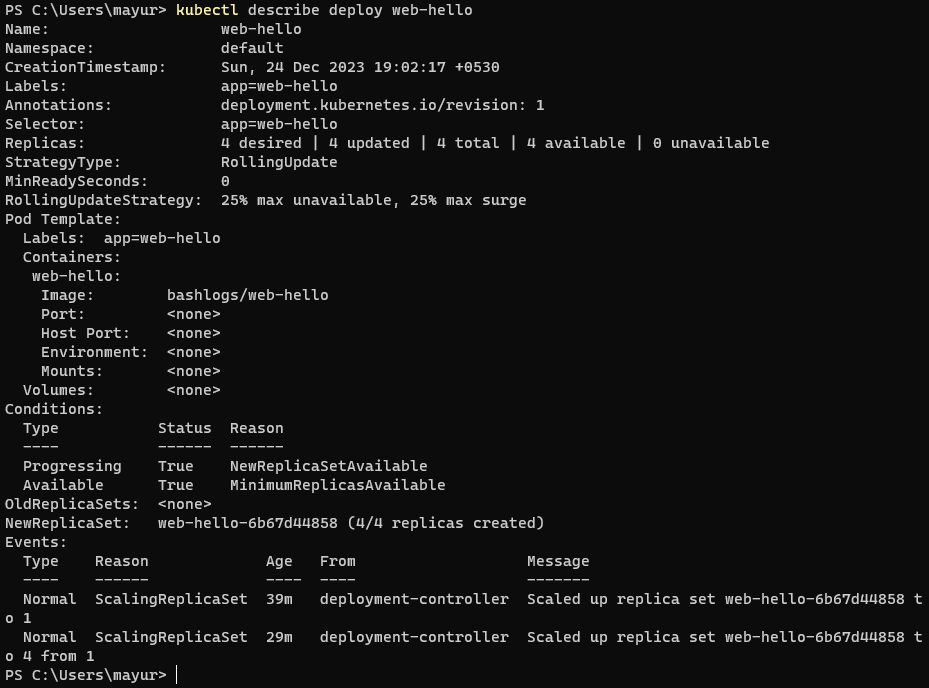 PS C:\Users\mayur> kubectl describe deploy web-hello
Name:                   web-hello
Namespace:              default
CreationTimestamp:      Sun, 24 Dec 2023 19:02:17 +0530
Labels:                 app=web-hello
Annotations:            deployment.kubernetes.io/revision: 1
Selector:               app=web-hello
Replicas:               4 desired | 4 updated | 4 total | 4 available | 0 unavailable
StrategyType:           RollingUpdate
MinReadySeconds:        0
RollingUpdateStrategy:  25% max unavailable, 25% max surge
Pod Template:
  Labels:  app=web-hello
  Containers:
   web-hello:
    Image:        bashlogs/web-hello
    Port:         <none>
    Host Port:    <none>
    Environment:  <none>
    Mounts:       <none>
  Volumes:        <none>
Conditions:
  Type           Status  Reason
  ----           ------  ------
  Progressing    True    NewReplicaSetAvailable
  Available      True    MinimumReplicasAvailable
OldReplicaSets:  <none>
NewReplicaSet:   web-hello-6b67d44858 (4/4 replicas created)
Events:
  Type    Reason             Age   From                   Message
  ----    ------             ----  ----                   -------
  Normal  ScalingReplicaSet  39m   deployment-controller  Scaled up replica set web-hello-6b67d44858 t
o 1
  Normal  ScalingReplicaSet  29m   deployment-controller  Scaled up replica set web-hello-6b67d44858 t
o 4 from 1
PS C:\Users\mayur>